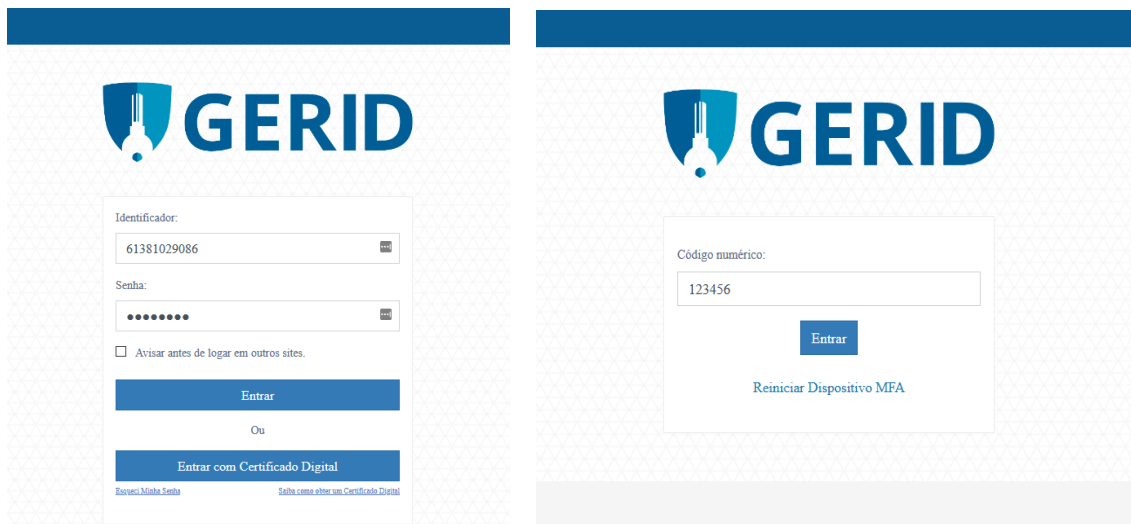 GERID
Identificador:
61381029086
Senha:
Avisar antes de logar em outros sites.
Entrar
Ou
Entrar com Certificado Digital
Esqueci Minha Senha
Saiba como obter um Certificado Digital
GERID
Código numérico:
123456
Entrar
Reiniciar Dispositivo MFA